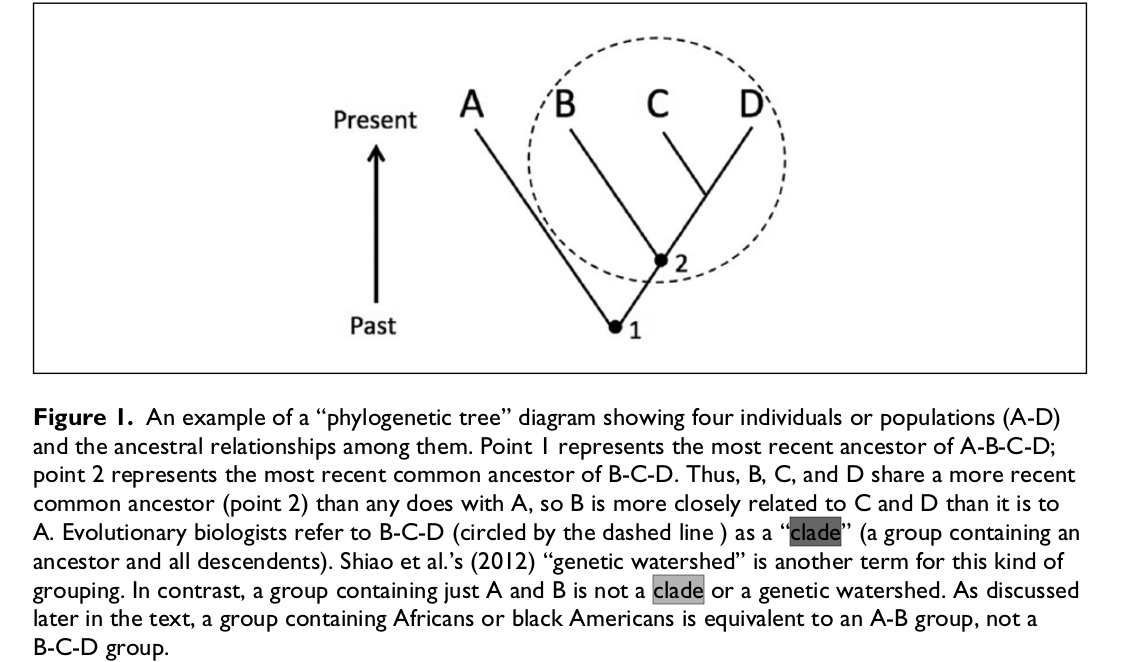 A B C D
Present
2
Past
1
Figure 1. An example of a “phylogenetic tree” diagram showing four individuals or populations (A-D)
and the ancestral relationships among them. Point 1 represents the most recent ancestor of A-B-C-D;
point 2 represents the most recent common ancestor of B-C-D. Thus, B, C, and D share a more recent
common ancestor (point 2) than any does with A, so B is more closely related to C and D than it is to
A. Evolutionary biologists refer to B-C-D (circled by the dashed line ) as a “clade” (a group containing an
ancestor and all descendents). Shiao et al.’s (2012) “genetic watershed” is another term for this kind of
grouping. In contrast, a group containing just A and B is not a clade or a genetic watershed. As discussed
later in the text, a group containing Africans or black Americans is equivalent to an A-B group, not a
B-C-D group.